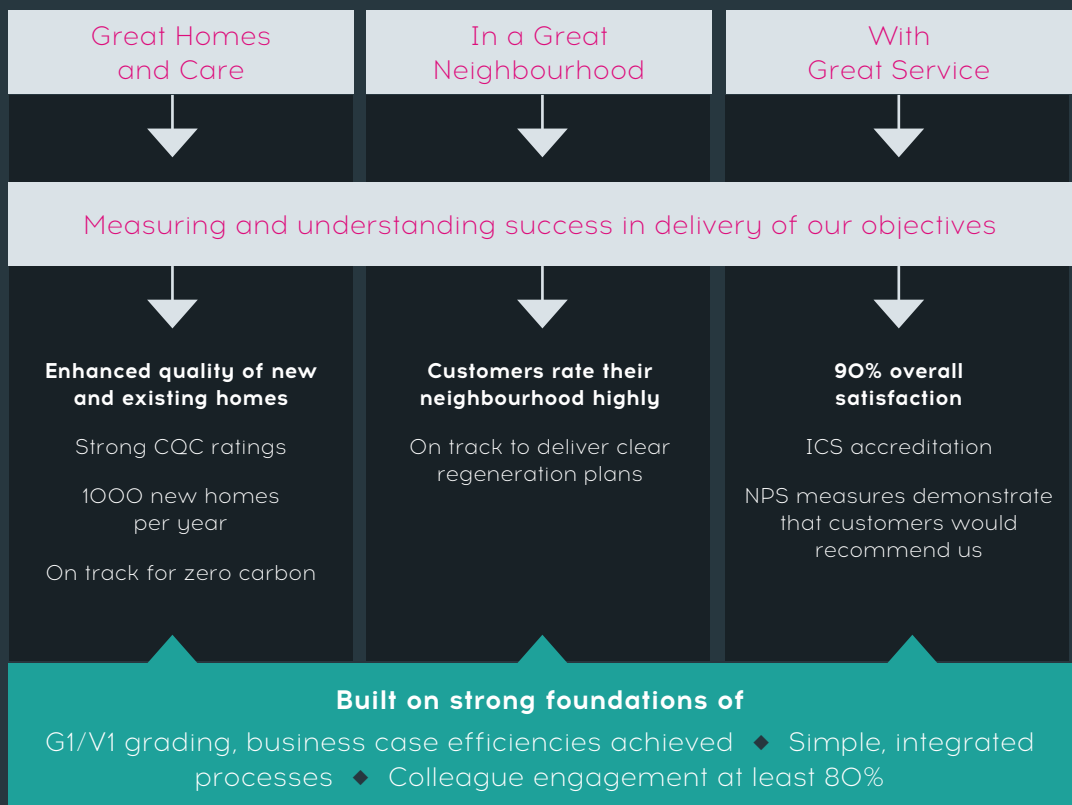 Great Homes
and Care
In a Great
Neighbourhood
With
Great Service
Measuring and understanding success in delivery of our objectives
Enhanced quality of new
and existing homes
Strong CQC ratings
1000 new homes
per year
On track for zero carbon
Customers rate their
neighbourhood highly
On track to deliver clear
regeneration plans
90% overall
satisfaction
ICS accreditation
NPS measures demonstrate
that customers would
recommend us
Built on strong foundations of
G1/V1 grading, business case efficiencies achieved ◆ Simple, integrated
processes ◆ Colleague engagement at least 80%